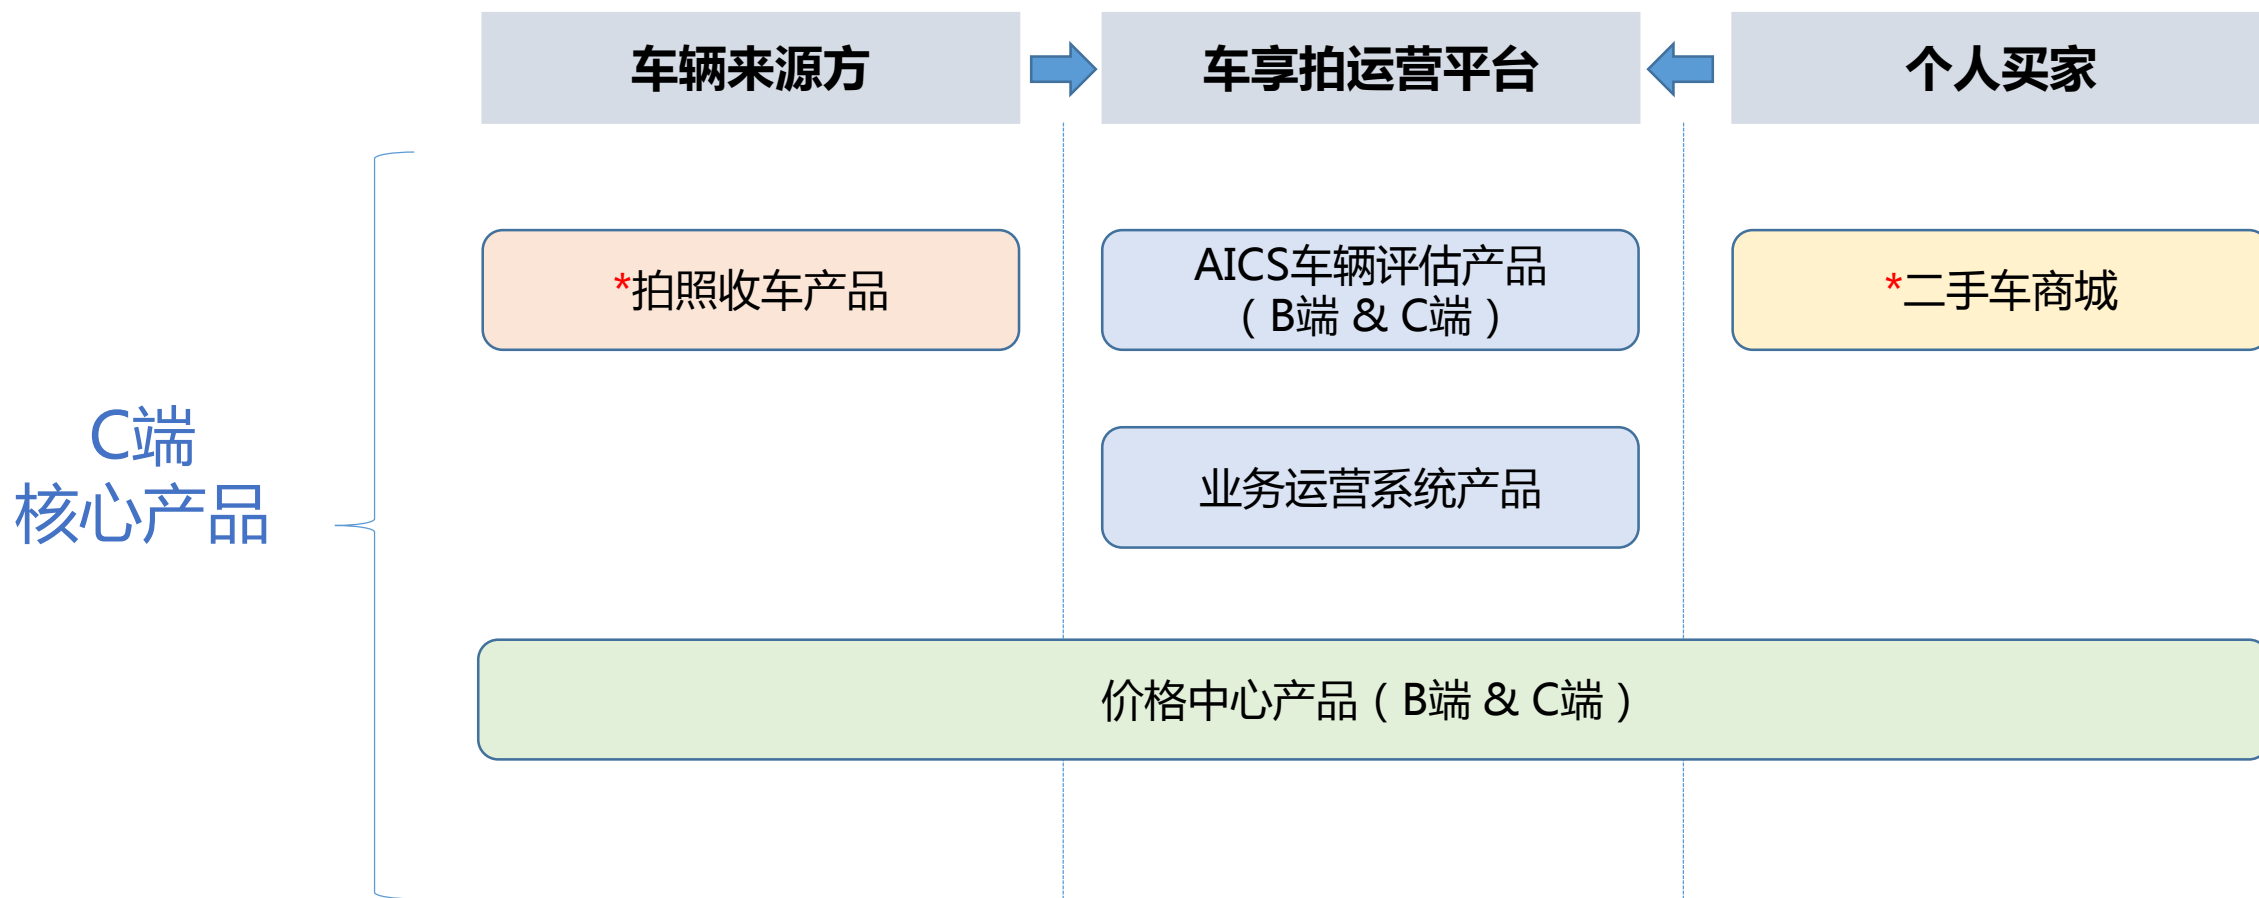 车辆来源方
车享拍运营平台
个人买家
C端
核心产品
*拍照收车产品
AICS车辆评估产品
（B端 & C端）
*二手车商城
业务运营系统产品
价格中心产品（B端 & C端）